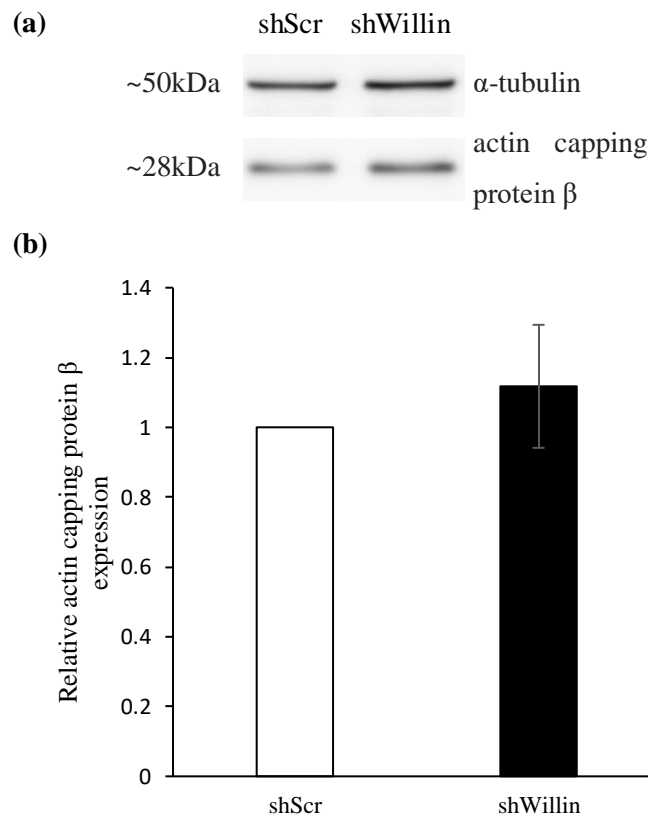 (a)
shScr shWillin
~50kDa α-tubulin
~28kDa actin capping
protein β
(b)
Relative actin capping protein β
expression
1.4
1.2
1
0.8
0.6
0.4
0.2
0
shScr shWillin